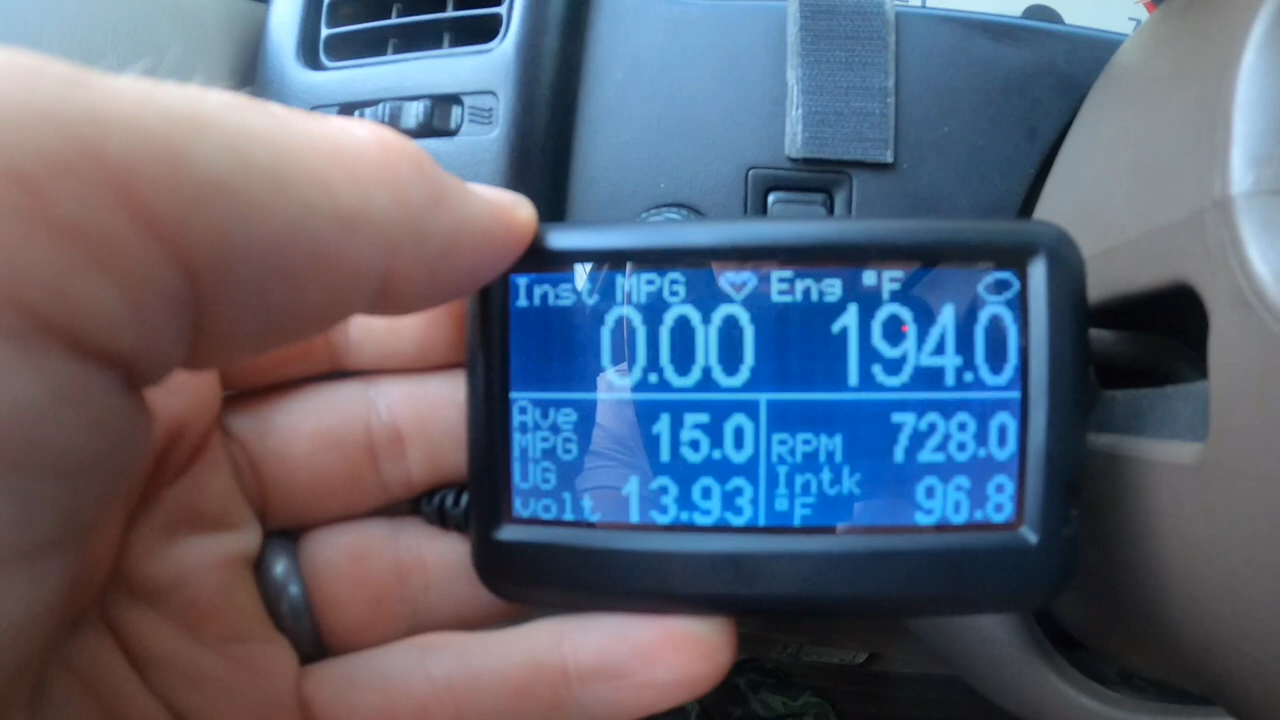 Inst MPG Eng °F
0.00 194.0
Ave MPG 15.0
RPM 728.0
UG volt 13.93
Intk °F 96.8
7